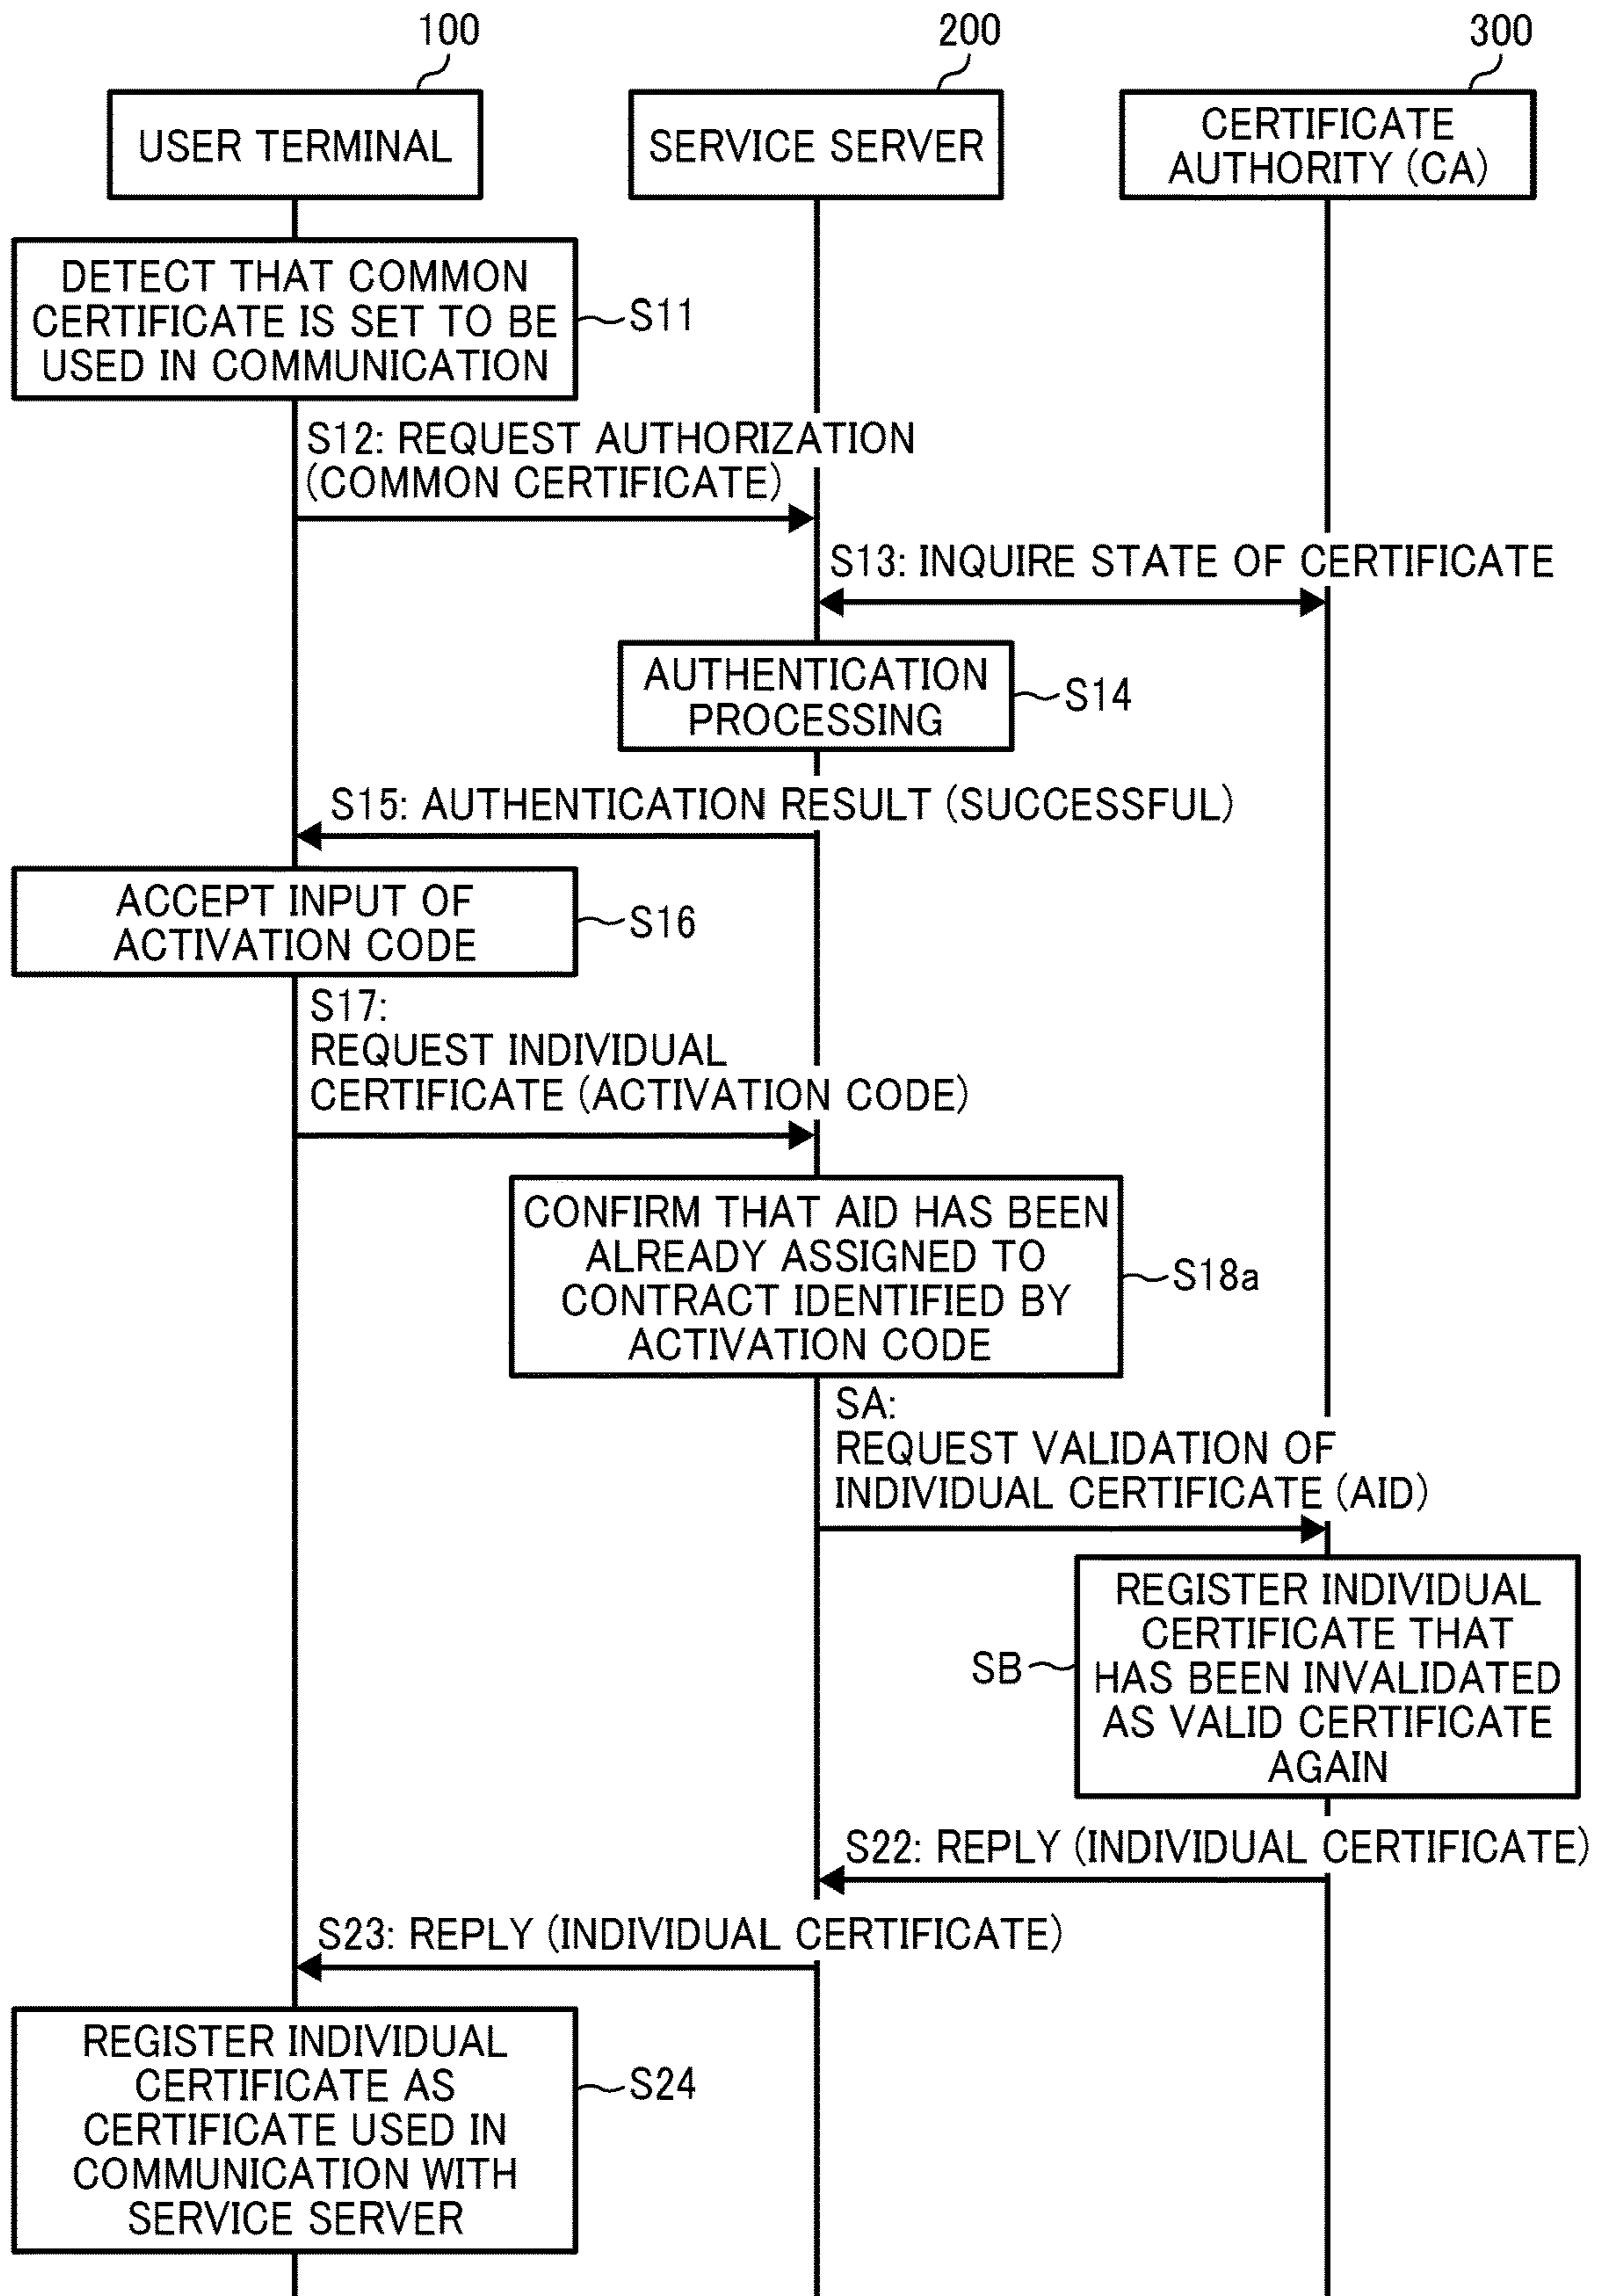 100
200
300
USER TERMINAL
SERVICE SERVER
CERTIFICATE
AUTHORITY (CA)
DETECT THAT COMMON
CERTIFICATE IS SET TO BE
USED IN COMMUNICATION
S11
S12: REQUEST AUTHORIZATION
(COMMON CERTIFICATE)
S13: INQUIRE STATE OF CERTIFICATE
AUTHENTICATION
PROCESSING
S14
S15: AUTHENTICATION RESULT (SUCCESSFUL)
ACCEPT INPUT OF
ACTIVATION CODE
S16
S17:
REQUEST INDIVIDUAL
CERTIFICATE (ACTIVATION CODE)
CONFIRM THAT AID HAS BEEN
ALREADY ASSIGNED TO
CONTRACT IDENTIFIED BY
ACTIVATION CODE
S18a
SA:
REQUEST VALIDATION OF
INDIVIDUAL CERTIFICATE (AID)
REGISTER INDIVIDUAL
CERTIFICATE THAT
HAS BEEN INVALIDATED
AS VALID CERTIFICATE
AGAIN
SB
S22: REPLY (INDIVIDUAL CERTIFICATE)
S23: REPLY (INDIVIDUAL CERTIFICATE)
REGISTER INDIVIDUAL
CERTIFICATE AS
CERTIFICATE USED IN
COMMUNICATION WITH
SERVICE SERVER
S24